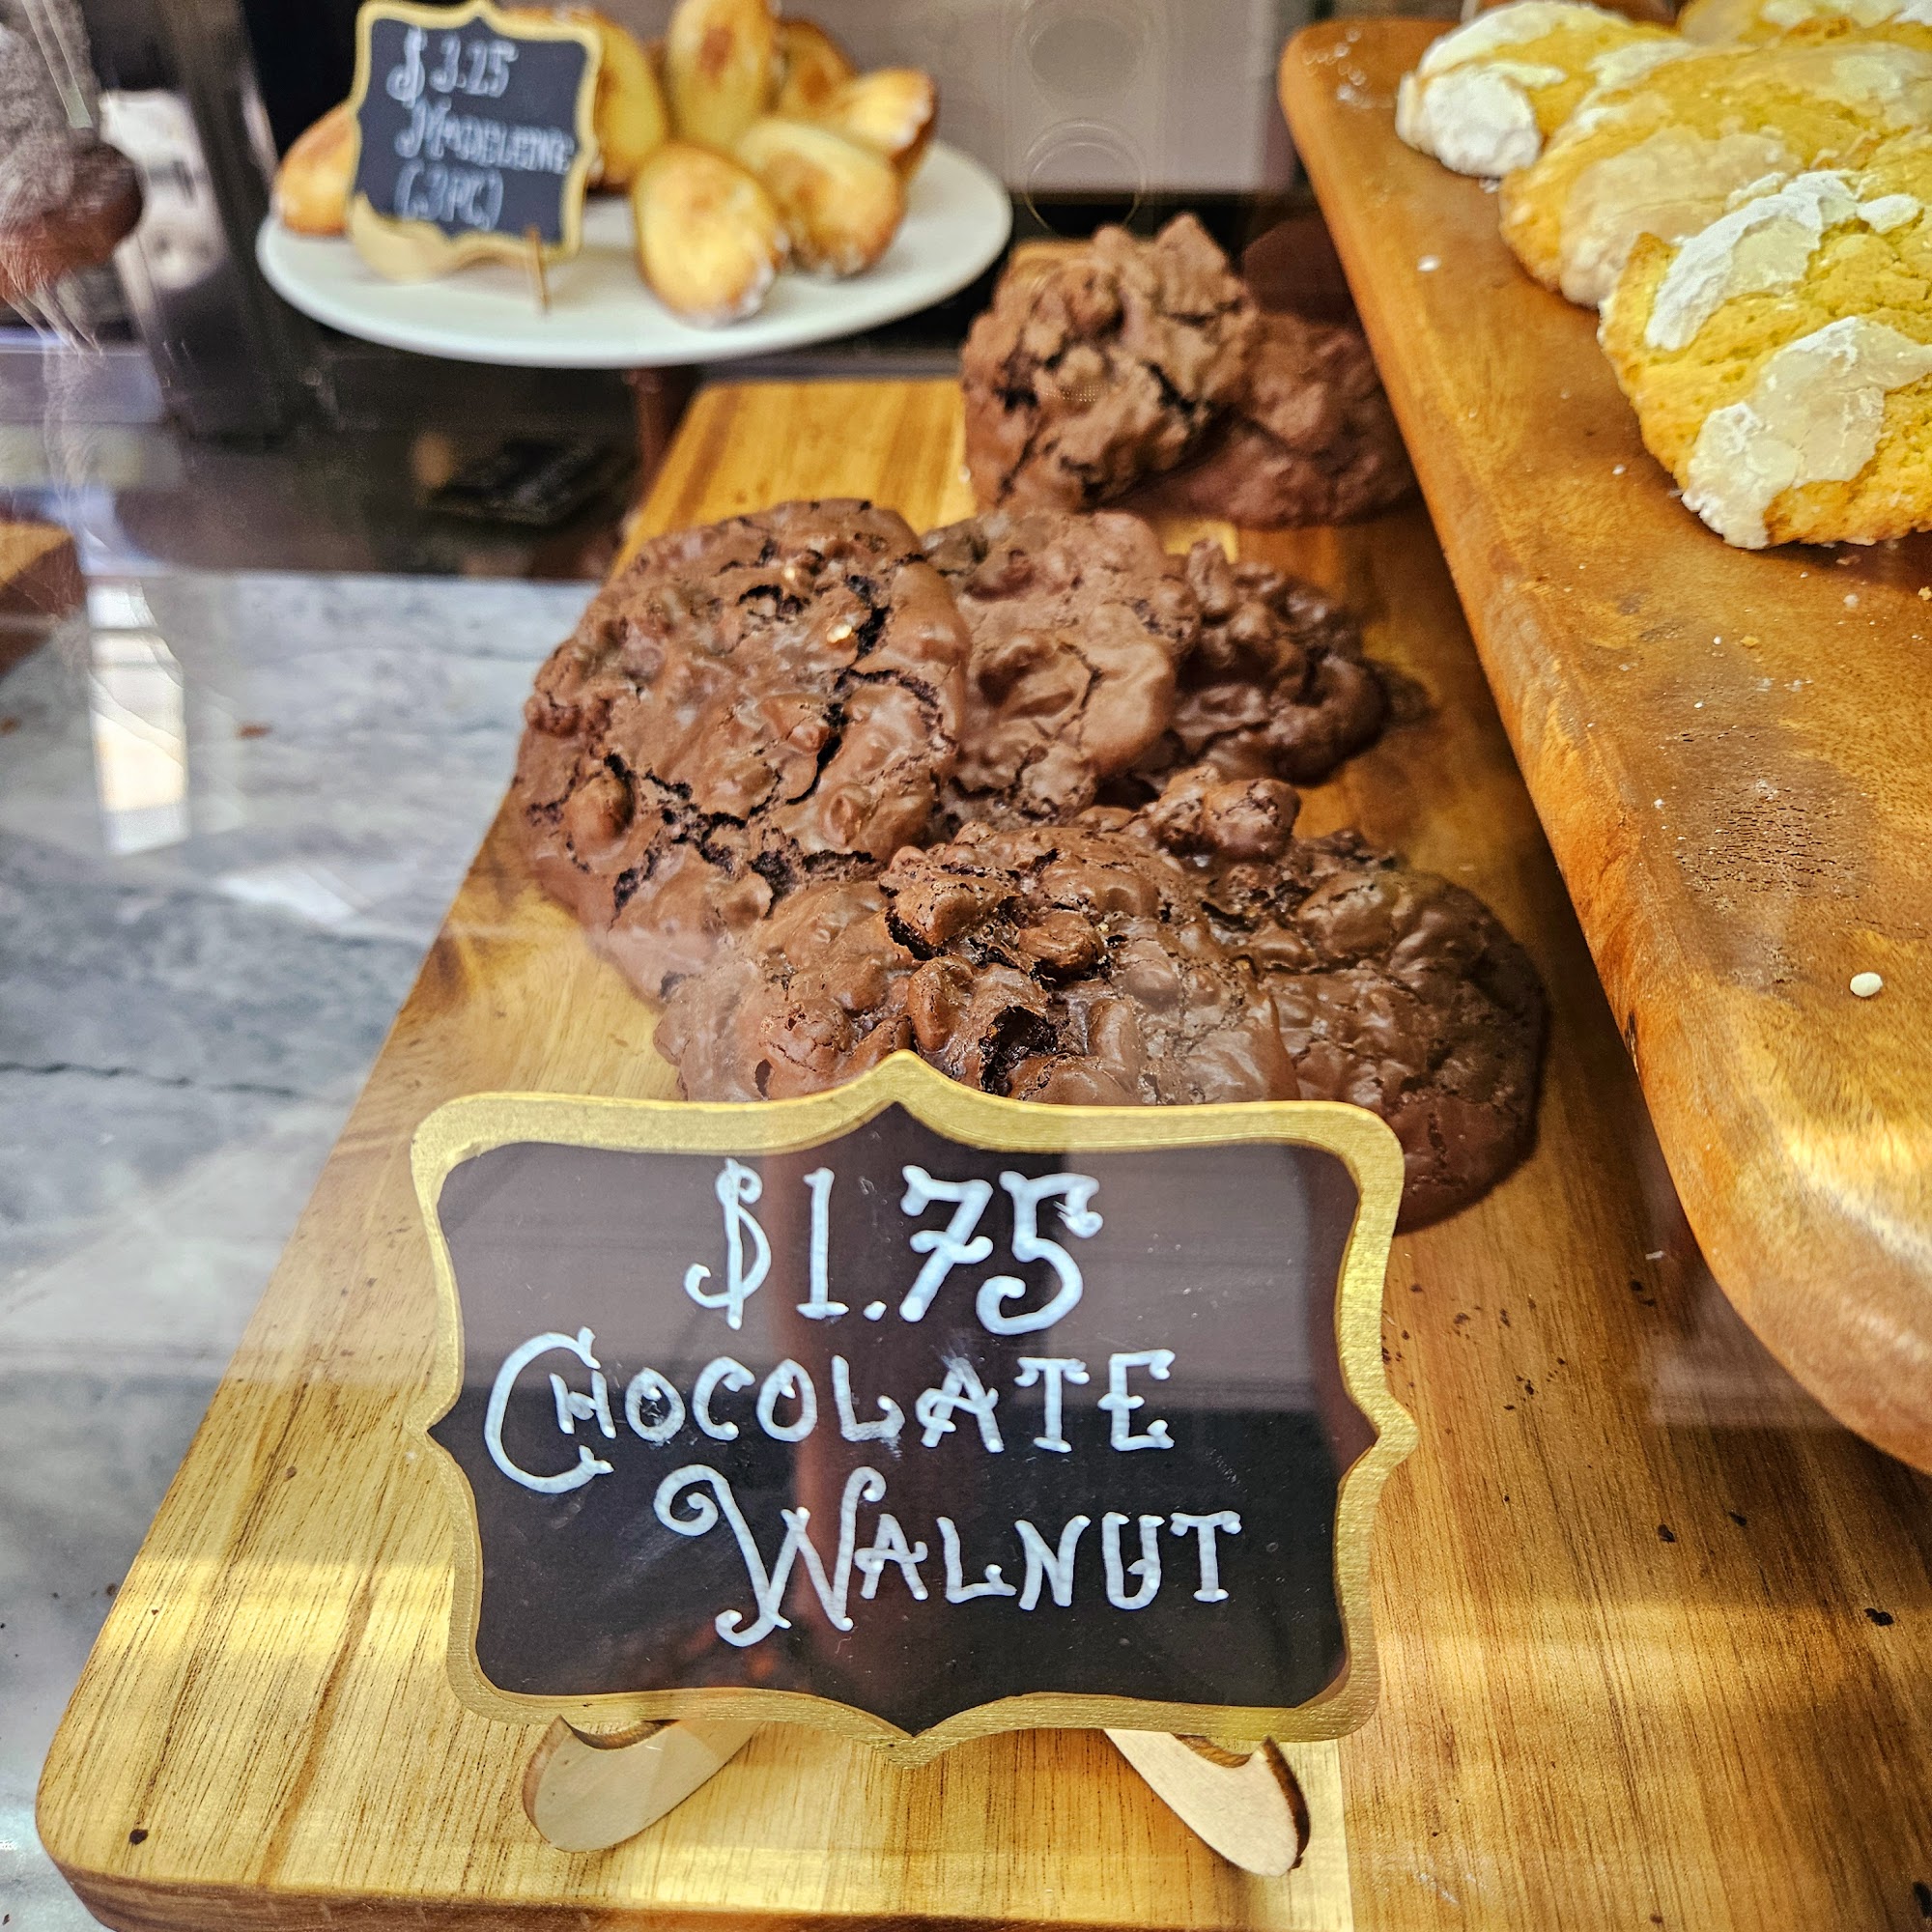 $3.25
MADELEINE
(3PC)
$1.75
CHOCOLATE
WALNUT